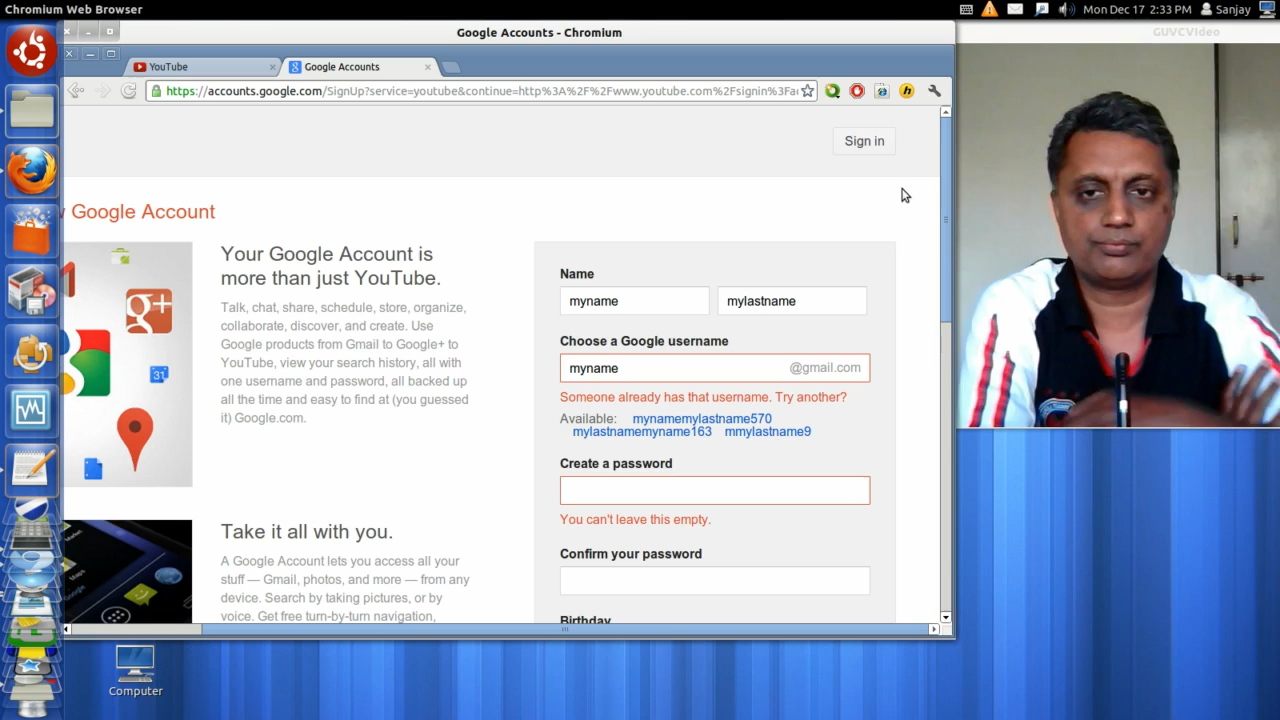 Chromium Web Browser
Mon Dec 17 2:33 PM
Sanjay
Google Accounts - Chromium
GUVCVideo
YouTube
Google Accounts
https://accounts.google.com/SignUp?service=youtube&continue=http%3A%2F%2Fwww.youtube.com%2Fsignin%3Fa
Sign in
Google Account
Your Google Account is
more than just YouTube.
Talk, chat, share, schedule, store, organize,
collaborate, discover, and create. Use
Google products from Gmail to Google+ to
YouTube, view your search history, all with
one username and password, all backed up
all the time and easy to find at (you guessed
it) Google.com.
31
Take it all with you.
A Google Account lets you access all your
stuff — Gmail, photos, and more — from any
device. Search by taking pictures, or by
voice. Get free turn-by-turn navigation,
Name
myname mylastname
Choose a Google username
myname @gmail.com
Someone already has that username. Try another?
Available: mynamemylastname570
mylastnamemyname163 mmylastname9
Create a password
You can't leave this empty.
Confirm your password
Birthday
Computer